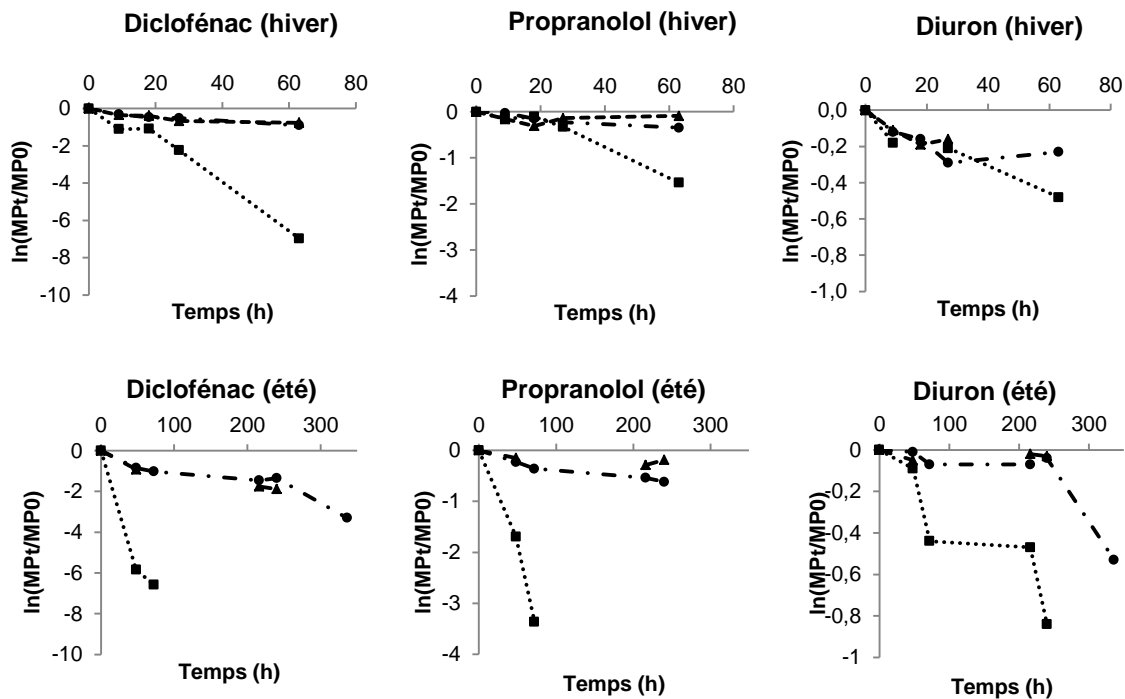 Diclofénac (hiver)
0 20 40 60 80
0
-2
-4
-6
-8
-10
ln(MPt/MP0)
Temps (h)
Propranolol (hiver)
0 20 40 60 80
0
-1
-2
-3
-4
ln(MPt/MP0)
Temps (h)
Diuron (hiver)
0 20 40 60 80
0,0
-0,2
-0,4
-0,6
-0,8
-1,0
ln(MPt/MP0)
Temps (h)
Diclofénac (été)
0 100 200 300
0
-2
-4
-6
-8
-10
ln(MPt/MP0)
Temps (h)
Propranolol (été)
0 100 200 300
0
-1
-2
-3
-4
ln(MPt/MP0)
Temps (h)
Diuron (été)
0 100 200 300
0
-0,2
-0,4
-0,6
-0,8
-1
ln(MPt/MP0)
Temps (h)